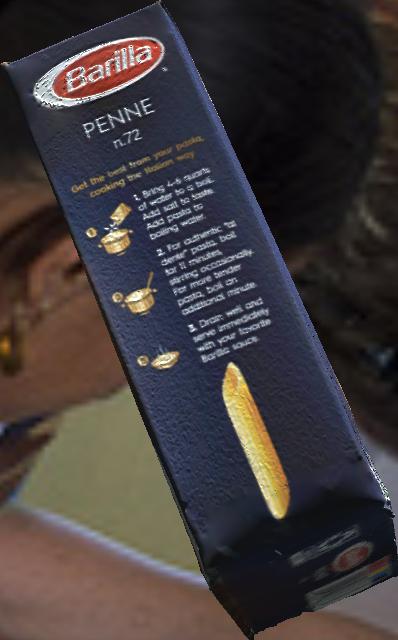 Barilla
PENNE
n.72
Get the best from your pasta,
cooking the Italian way
1. Bring 4-6 quarts
of water to a boil.
Add salt to taste.
Add pasta to
boiling water.
2. For authentic "al
dente" pasta, boil
for 11 minutes,
stirring occasionally.
For more tender
pasta, boil an
additional minute.
3. Drain well and
serve immediately
with your favorite
Barilla sauce.